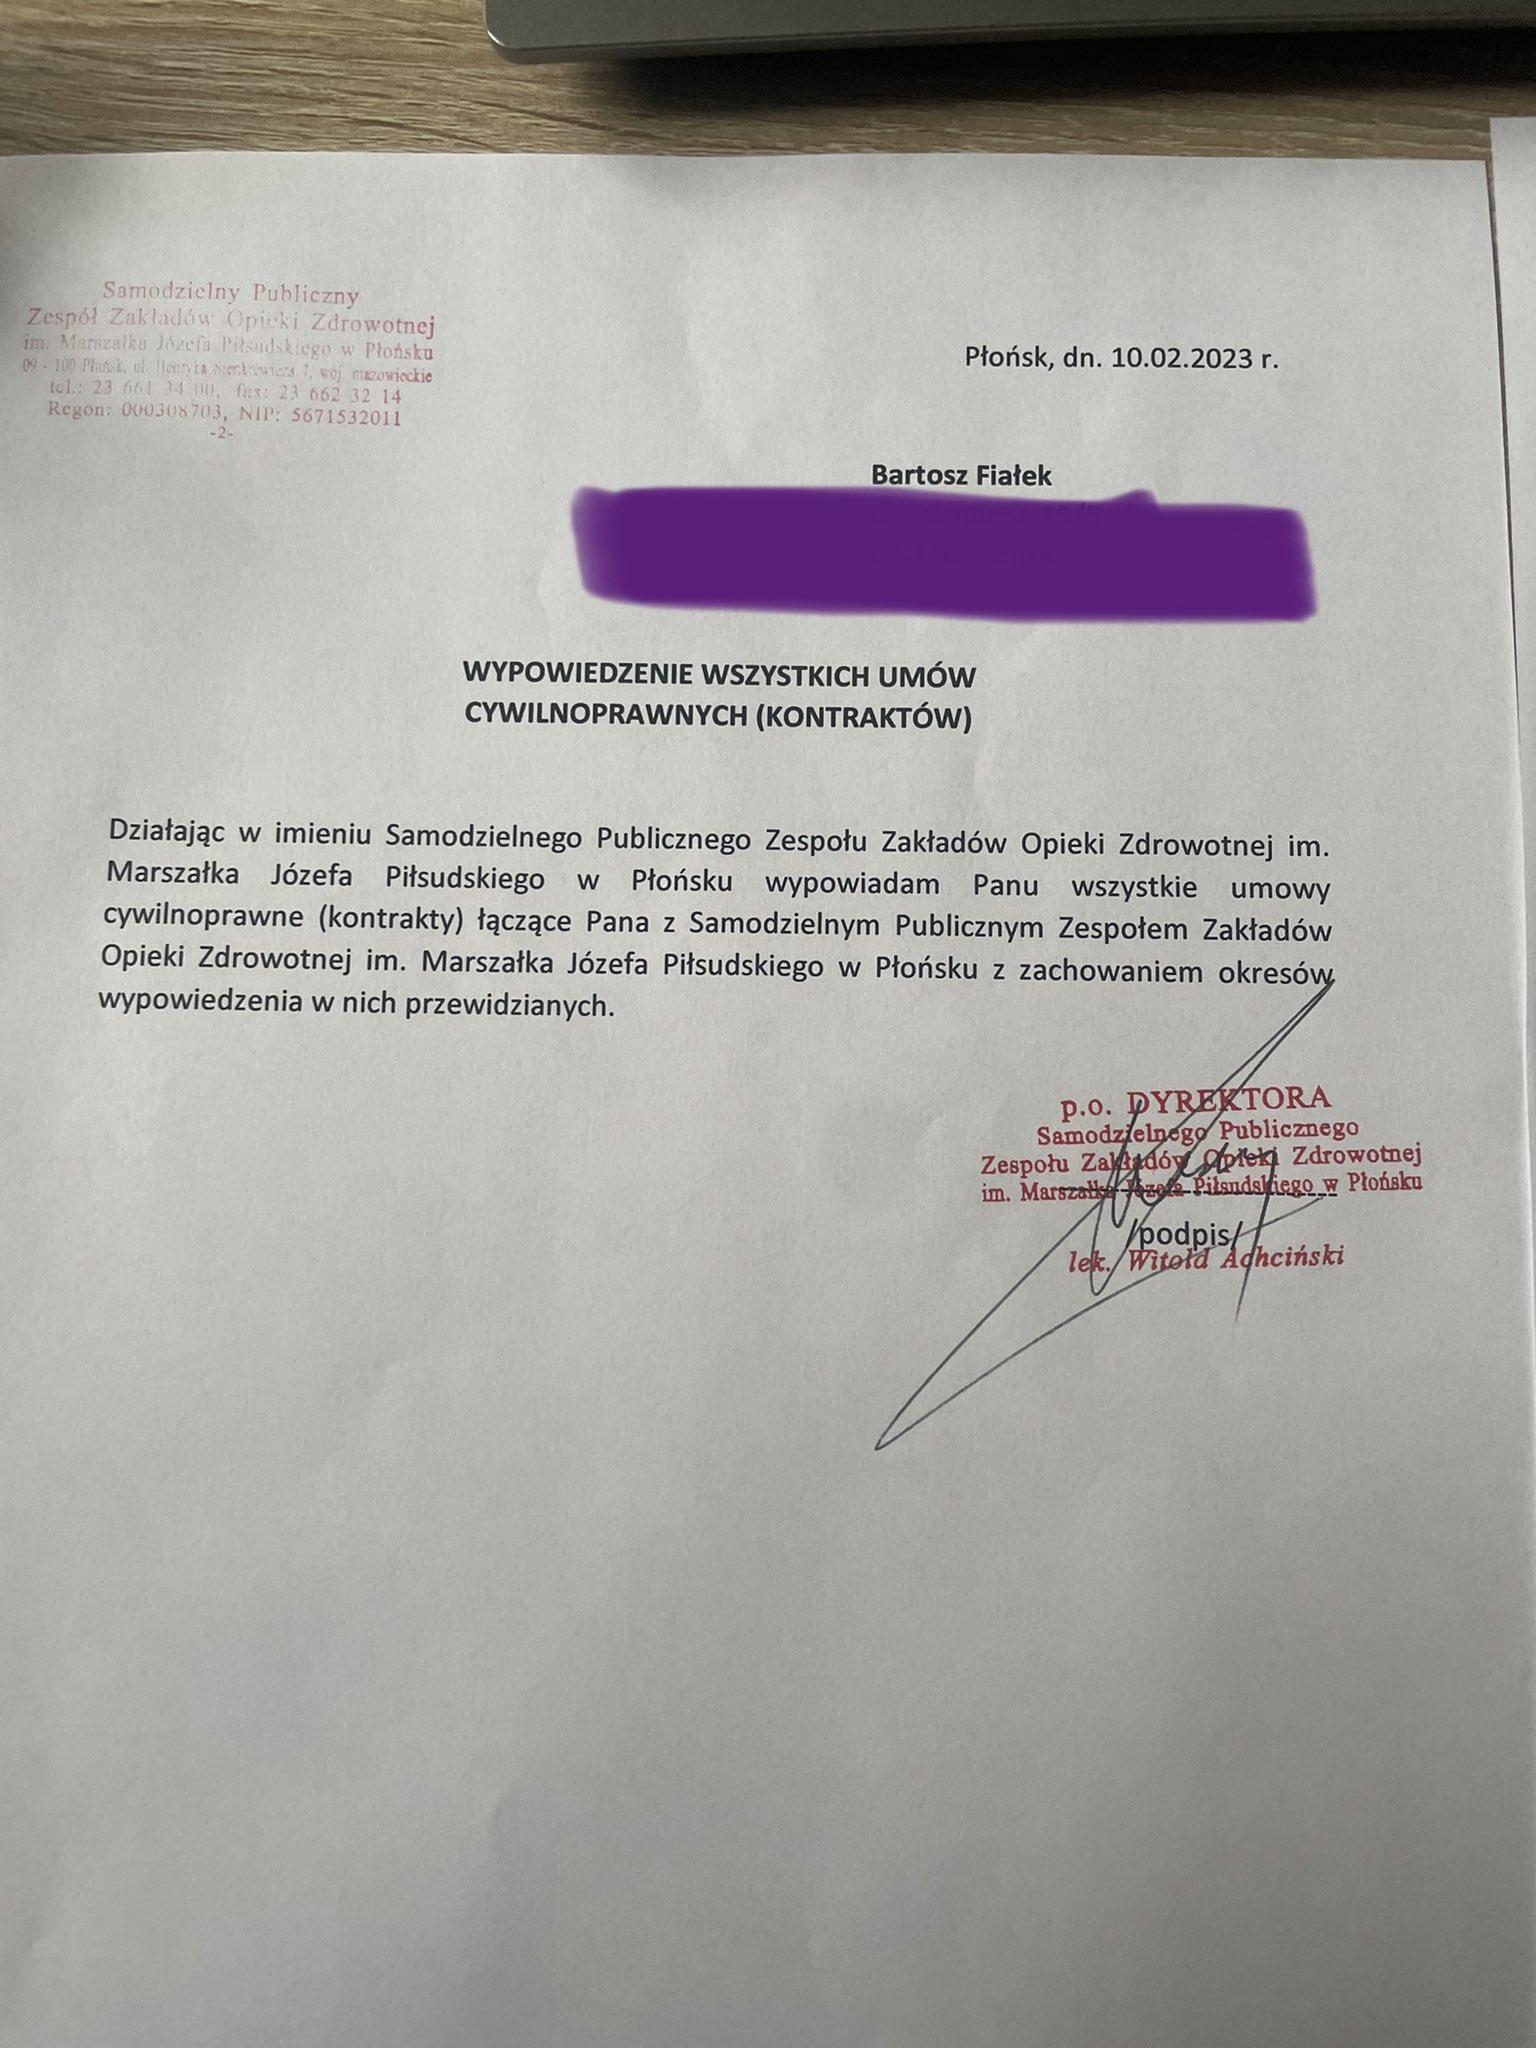 Samodzielny Publiczny
Zespół Zakładów Opieki Zdrowotnej
im. Marszałka Józefa Piłsudskiego w Płońsku
09 - 100 Płońsk, ul. Henryka Sienkiewicza 7, woj. mazowieckie
tel.: 23 661 34 00, fax: 23 662 32 14
Regon: 000308703, NIP: 5671532011
-2-
Płońsk, dn. 10.02.2023 r.
Bartosz Fiałek
WYPOWIEDZENIE WSZYSTKICH UMÓW
CYWILNOPRAWNYCH (KONTRAKTÓW)
Działając w imieniu Samodzielnego Publicznego Zespołu Zakładów Opieki Zdrowotnej im.
Marszałka Józefa Piłsudskiego w Płońsku wypowiadam Panu wszystkie umowy
cywilnoprawne (kontrakty) łączące Pana z Samodzielnym Publicznym Zespołem Zakładów
Opieki Zdrowotnej im. Marszałka Józefa Piłsudskiego w Płońsku z zachowaniem okresów
wypowiedzenia w nich przewidzianych.
p.o. DYREKTORA
Samodzielnego Publicznego
Zespołu Zakładów Opieki Zdrowotnej
im. Marszałka Józefa Piłsudskiego w Płońsku
/podpis/
lek. Witold Achciński